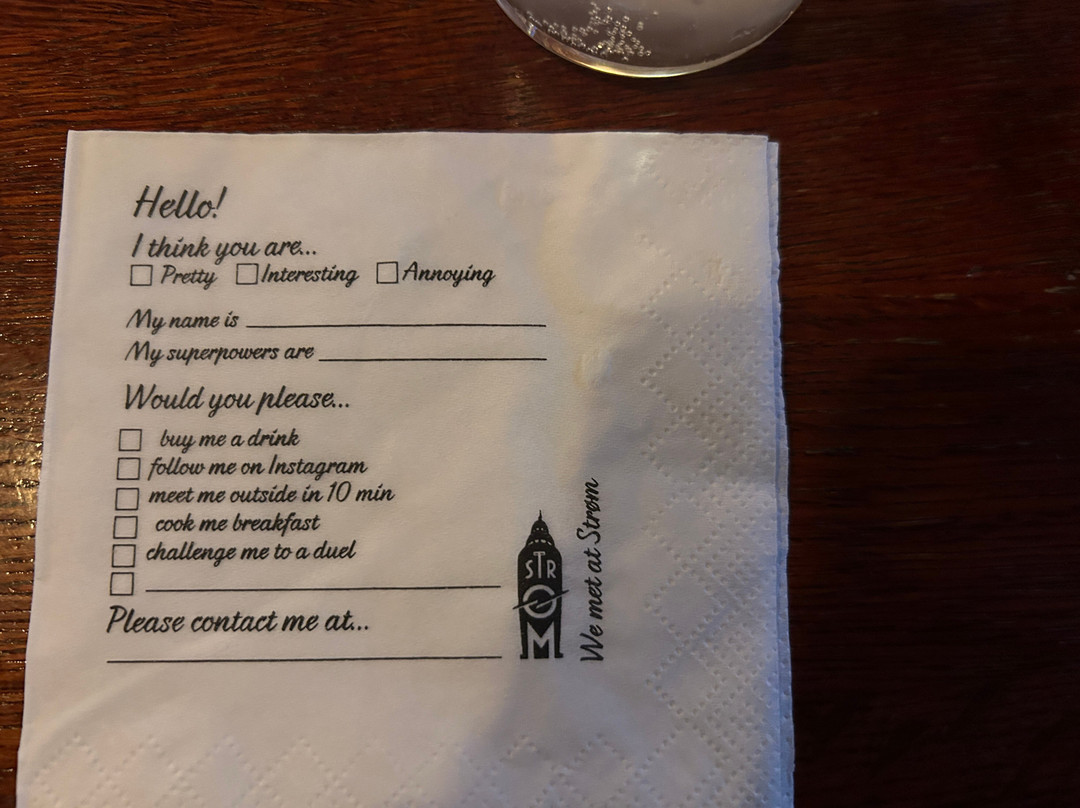 Hello!
I think you are...
Pretty Interesting Annoying
My name is
My superpowers are
Would you please...
buy me a drink
follow me on Instagram
meet me outside in 10 min
cook me breakfast
challenge me to a duel
Please contact me at...
STR
Ø
M
We met at Strøm